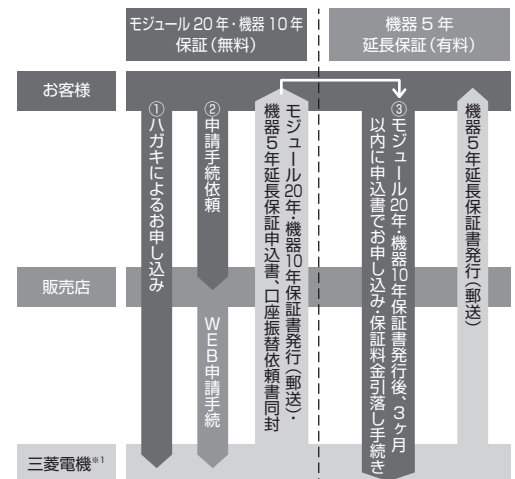 モジュール20年・機器10年
保証(無料)
機器5年
延長保証(有料)
お客様
販売店
三菱電機※1
①ハガキによるお申し込み
②申請手続依頼
WEB申請手続
モジュール20年・機器10年保証書発行(郵送)・
機器5年延長保証申込書、口座振替依頼書同封
③モジュール20年・機器10年保証書発行後、3ヶ月
以内に申込書でお申し込み・保証料金引落し手続き
機器5年延長保証書発行(郵送)